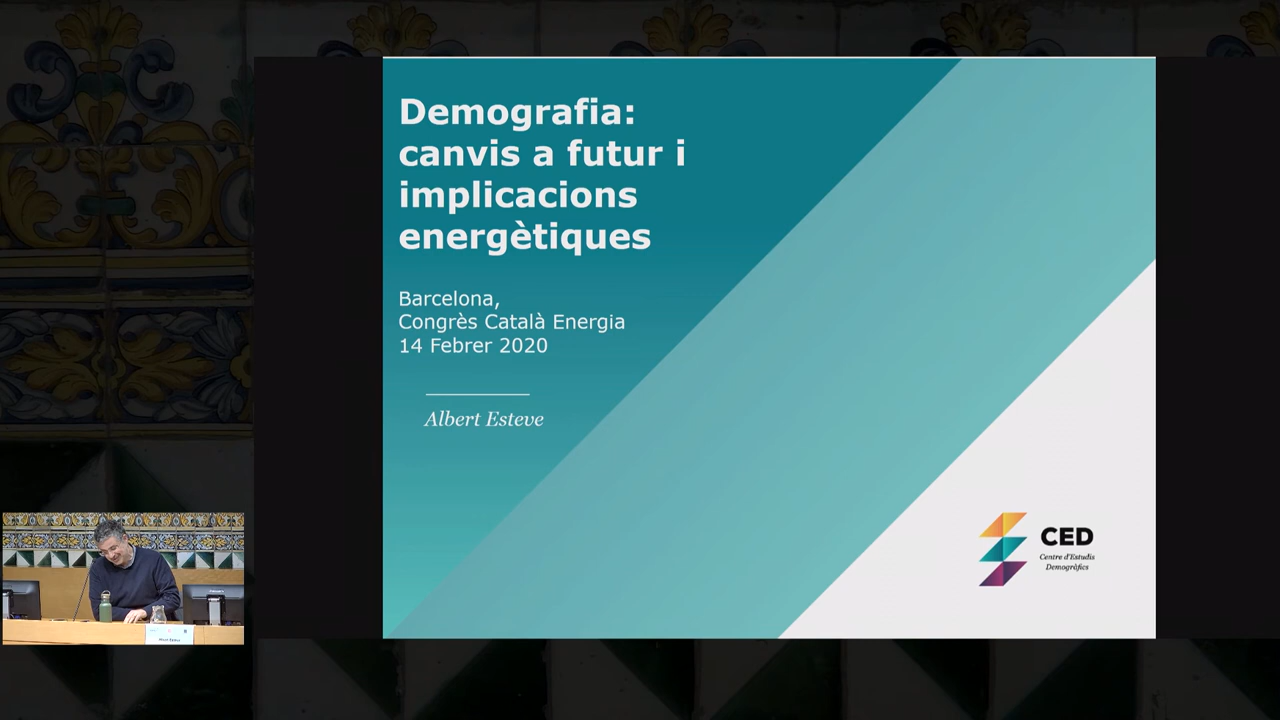 Demografia:
canvis a futur i
implicacions
energètiques
Barcelona,
Congrès Català Energia
14 Febrer 2020
Albert Esteve
CED
Centre d'Estudis
Demogràfics